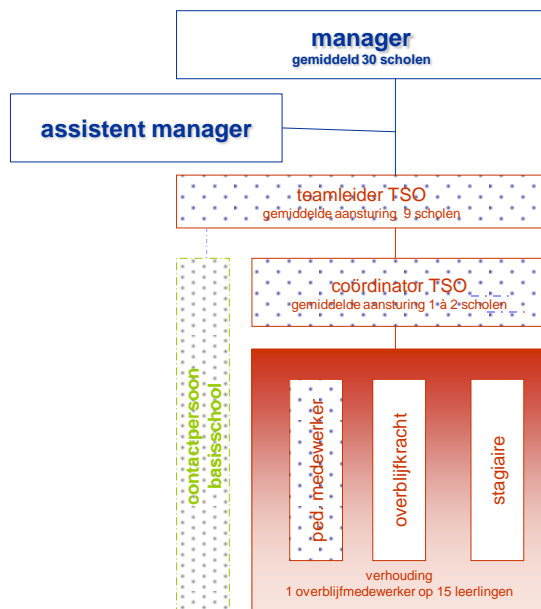 manager
gemiddeld 30 scholen
assistent manager
teamleider TSO
gemiddelde aansturing 9 scholen
coördinator TSO
gemiddelde aansturing 1 à 2 scholen
contactpersoon
basisschool
ped. medewerker
overblijfkracht
stagiaire
verhouding
1 overblijfmedewerker op 15 leerlingen